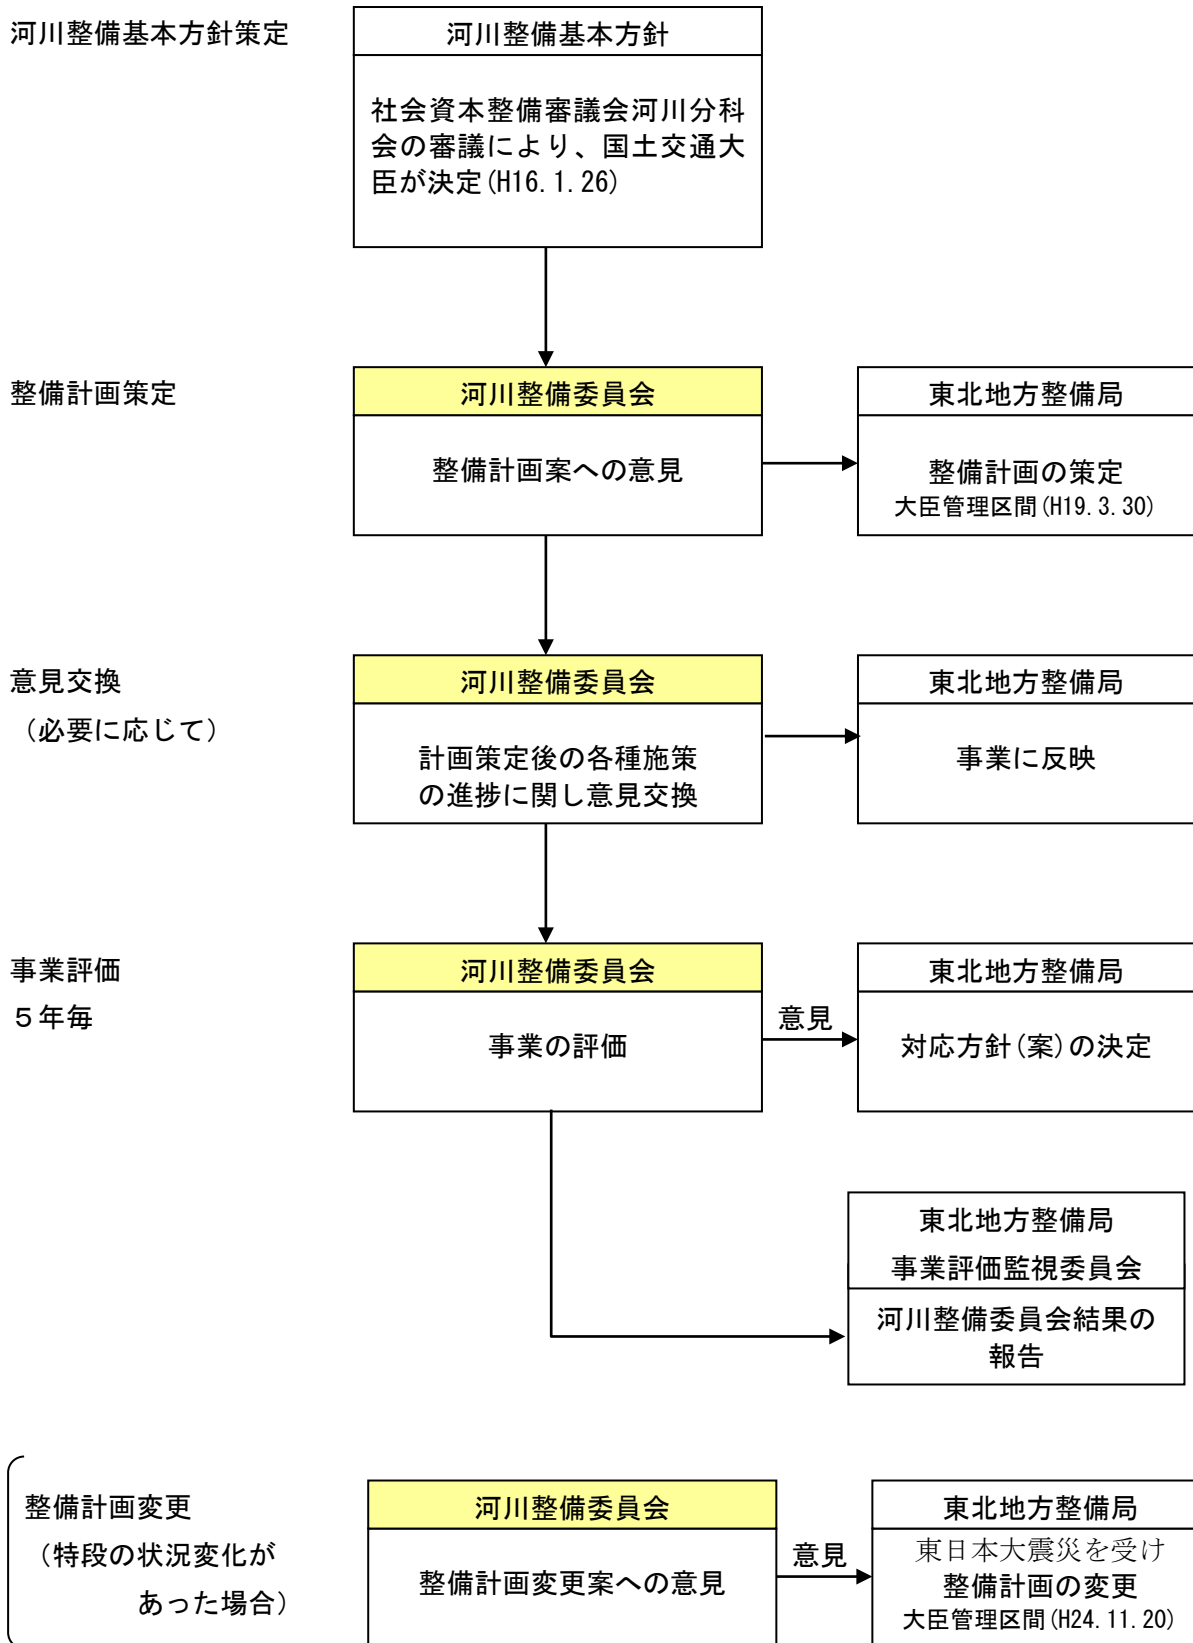 河川整備基本方針策定
河川整備基本方針
社会資本整備審議会河川分科
会の審議により、国土交通大
臣が決定(H16.1.26)
整備計画策定
河川整備委員会
整備計画案への意見
東北地方整備局
整備計画の策定
大臣管理区間(H19.3.30)
意見交換
（必要に応じて）
河川整備委員会
計画策定後の各種施策
の進捗に関し意見交換
東北地方整備局
事業に反映
事業評価
５年毎
河川整備委員会
事業の評価
意見
東北地方整備局
対応方針(案)の決定
東北地方整備局
事業評価監視委員会
河川整備委員会結果の
報告
整備計画変更
（特段の状況変化が
あった場合）
河川整備委員会
整備計画変更案への意見
意見
東北地方整備局
東日本大震災を受け
整備計画の変更
大臣管理区間(H24.11.20)